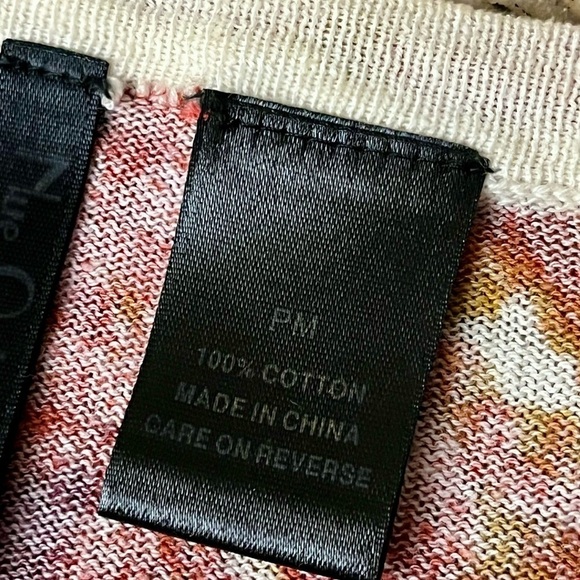 PM
100% COTTON
MADE IN CHINA
CARE ON REVERSE